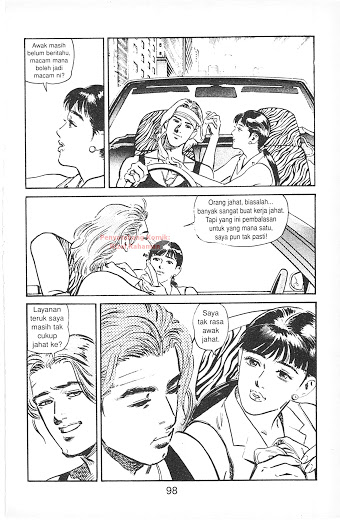 Awak masih
belum beritahu,
macam mana
boleh jadi
macam ni?
Orang jahat, biasalah...
banyak sangat buat kerja jahat.
Tapi yang ini pembalasan
untuk yang mana satu,
saya pun tak pasti!
Layanan
teruk saya
masih tak
cukup
jahat ke?
Saya
tak rasa
awak
jahat.
98